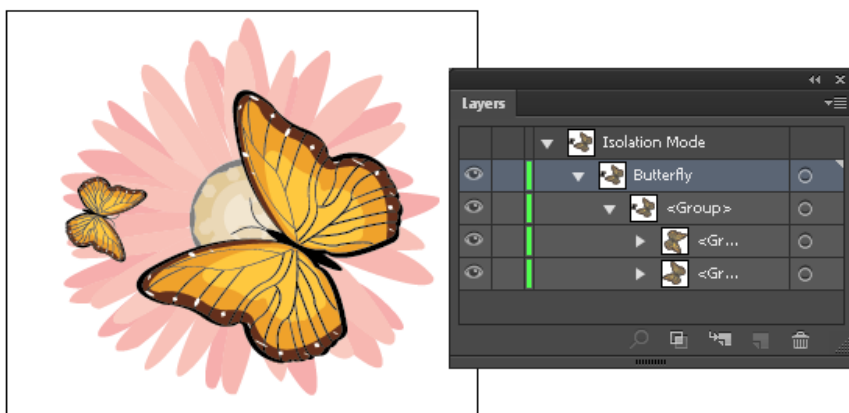 Layers
Isolation Mode
Butterfly
<Group>
<Gr...
<Gr...